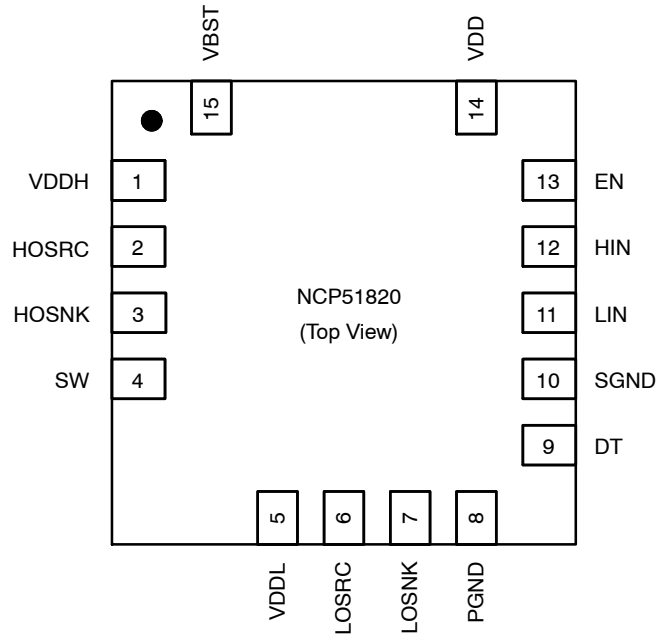 VBST
VDD
15
14
VDDH 1
13 EN
HOSRC 2
12 HIN
HOSNK 3
NCP51820
(Top View)
11 LIN
SW 4
10 SGND
9 DT
5
6
7
8
VDDL
LOSRC
LOSNK
PGND